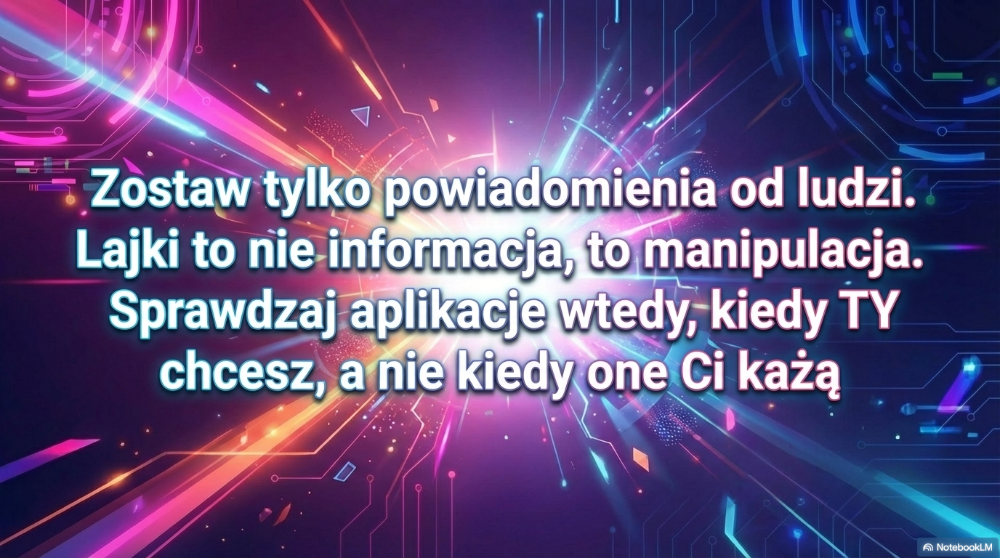 Zostaw tylko powiadomienia od ludzi.
Lajki to nie informacja, to manipulacja.
Sprawdzaj aplikacje wtedy, kiedy TY
chcesz, a nie kiedy one Ci każą
NotebookLM